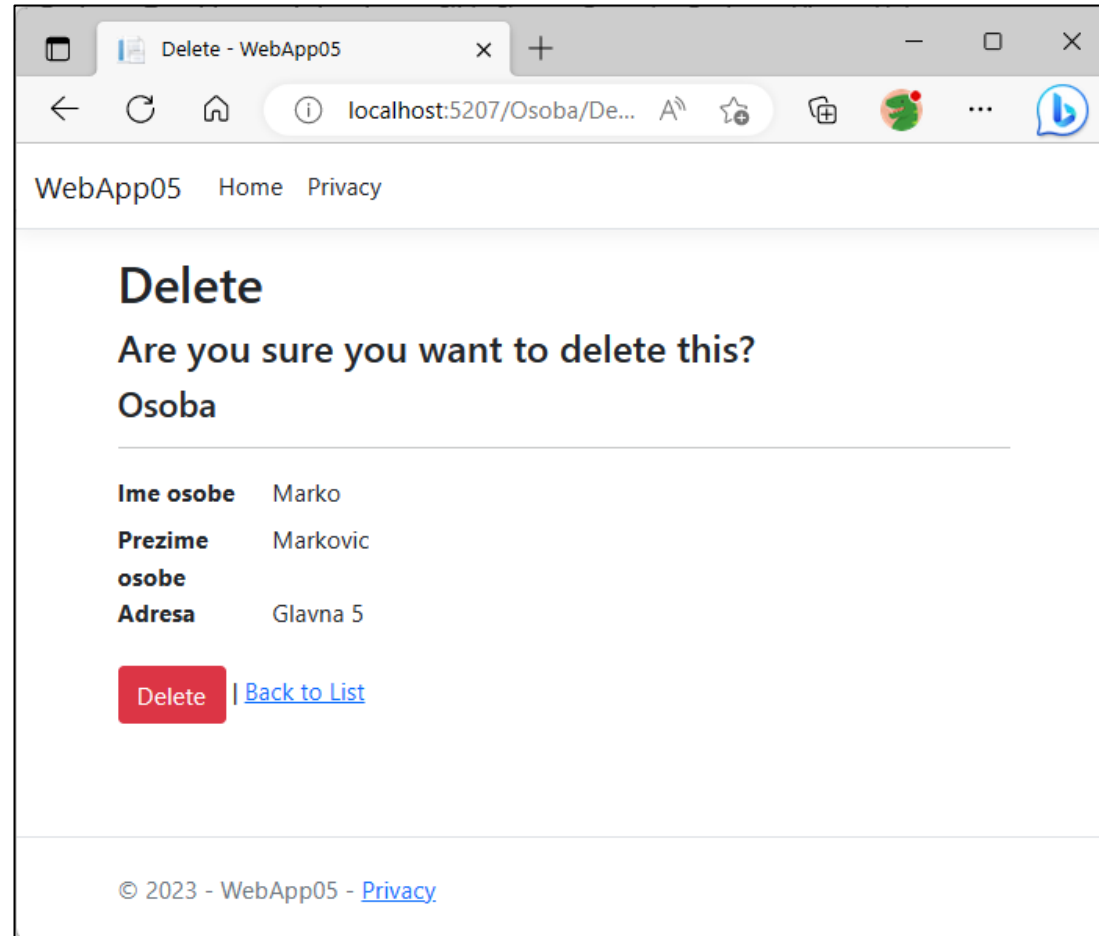 Delete - WebApp05
localhost:5207/Osoba/De...
WebApp05 Home Privacy
Delete
Are you sure you want to delete this?
Osoba
Ime osobe Marko
Prezime osobe Markovic
Adresa Glavna 5
Delete | Back to List
© 2023 - WebApp05 - Privacy